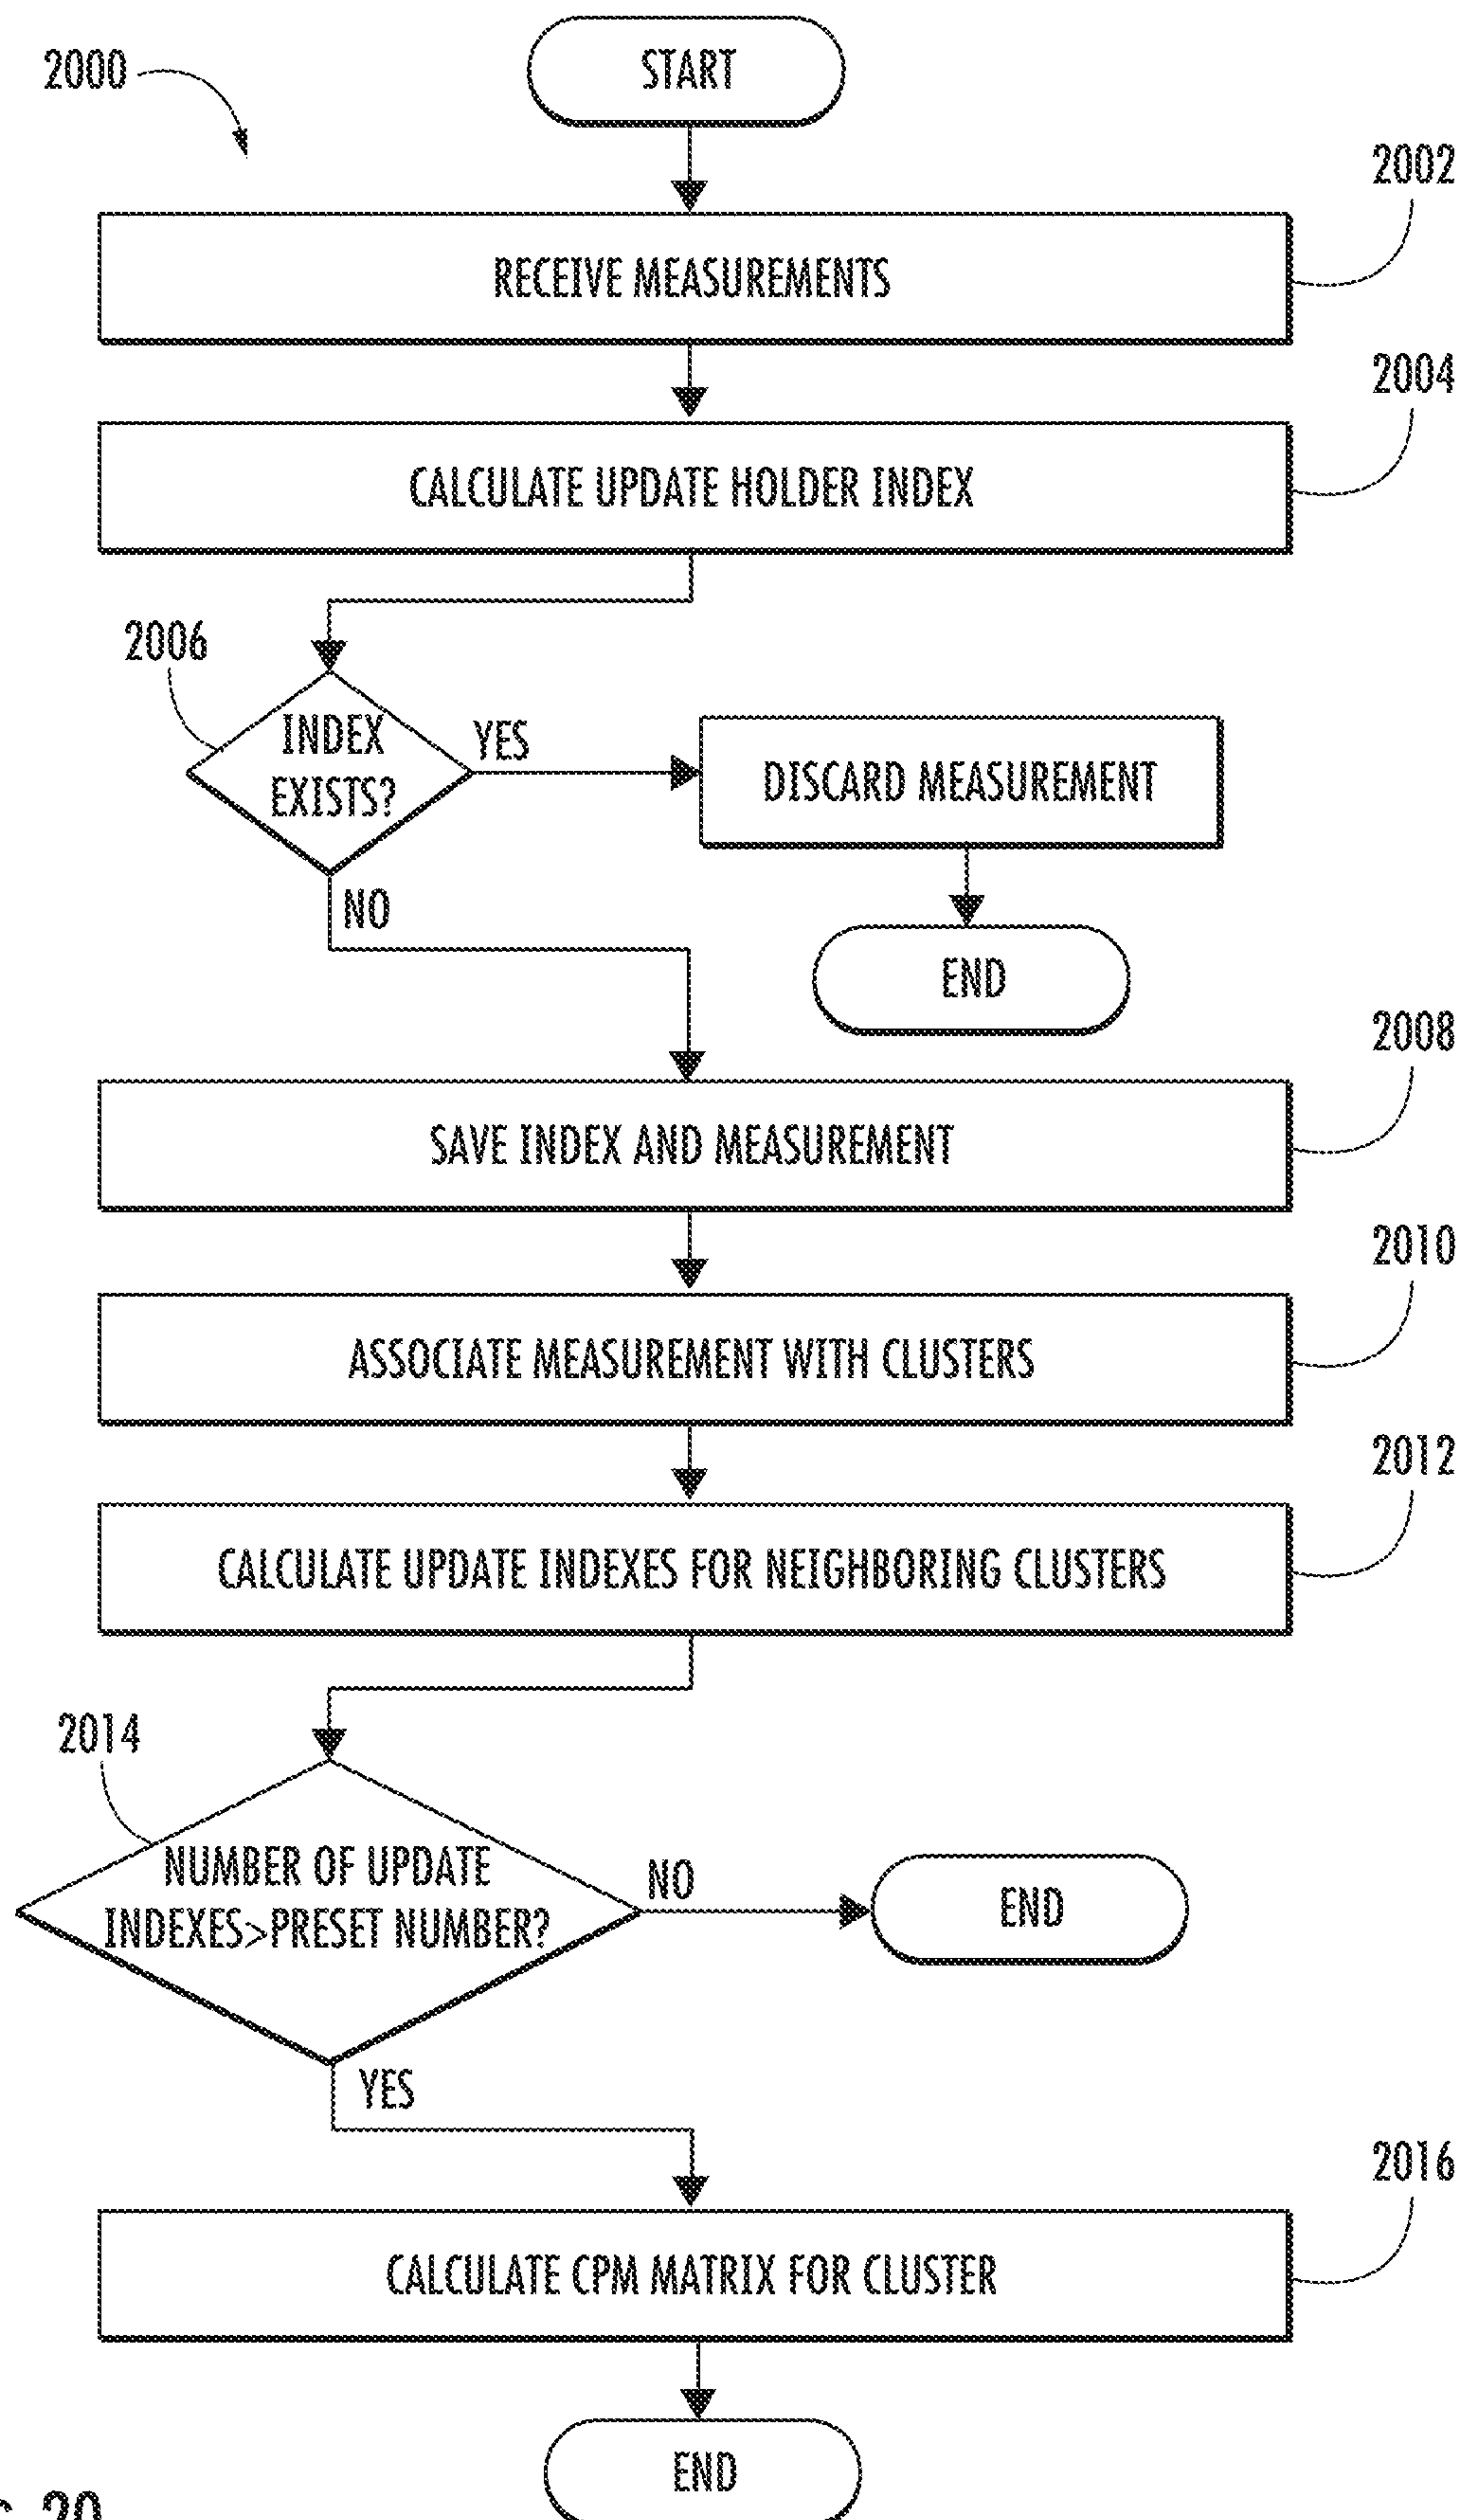 START
2000
2002
RECEIVE MEASUREMENTS
2004
CALCULATE UPDATE HOLDER INDEX
2006
INDEX
EXISTS?
YES
DISCARD MEASUREMENT
NO
END
2008
SAVE INDEX AND MEASUREMENT
2010
ASSOCIATE MEASUREMENT WITH CLUSTERS
2012
CALCULATE UPDATE INDEXES FOR NEIGHBORING CLUSTERS
2014
NUMBER OF UPDATE
INDEXES>PRESET NUMBER?
NO
END
YES
2016
CALCULATE CPM MATRIX FOR CLUSTER
END
20